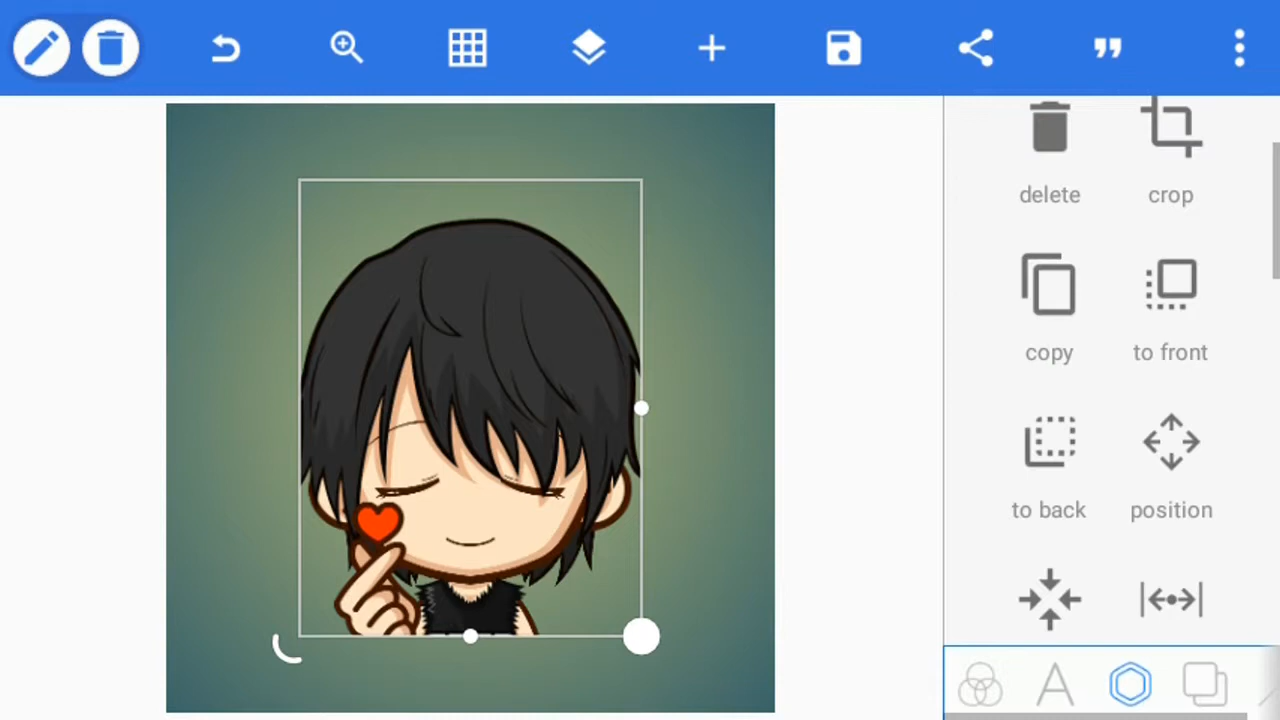 delete
crop
copy
to front
to back
position